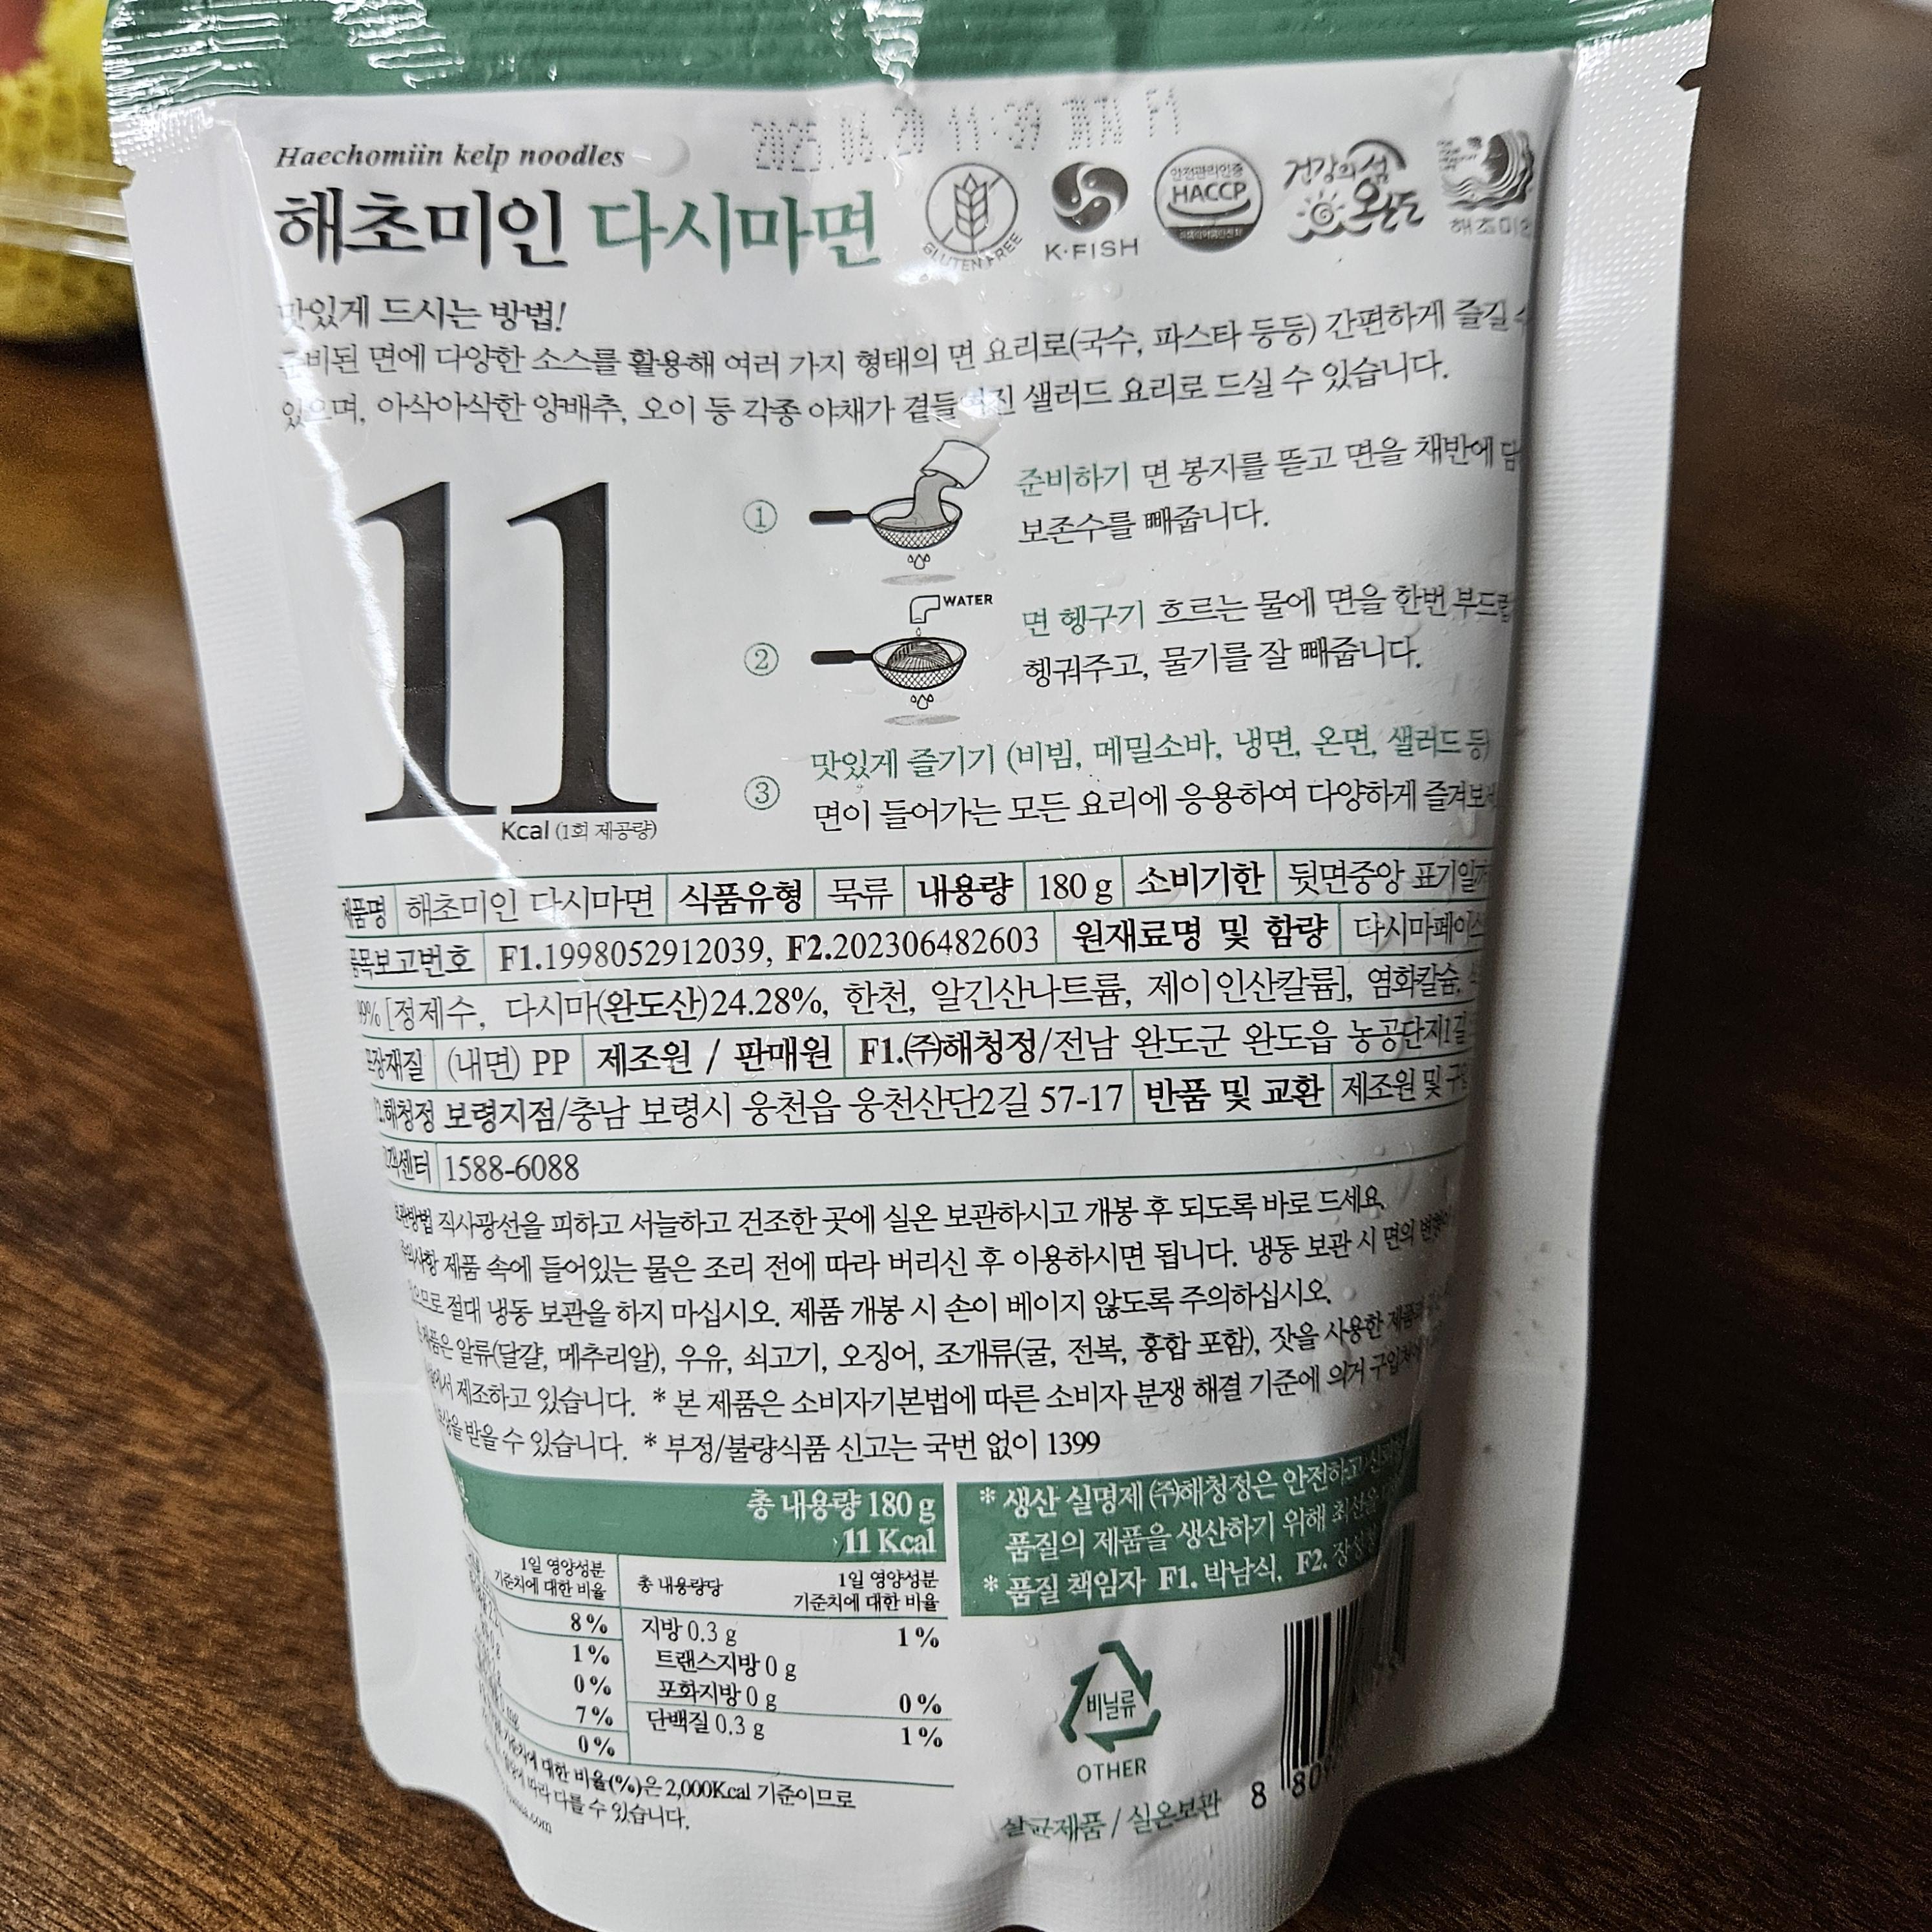 2025.06.20 11:39 F1
Haechomiin kelp noodles
해초미인 다시마면
GLUTEN FREE
K·FISH
안전관리인증
HACCP
건강의 섬
완도
해초미인
맛있게 드시는 방법!
준비된 면에 다양한 소스를 활용해 여러 가지 형태의 면 요리로(국수, 파스타 등등) 간편하게 즐길
있으며, 아삭아삭한 양배추, 오이 등 각종 야채가 곁들여진 샐러드 요리로 드실 수 있습니다.
11
Kcal (1회 제공량)
① 준비하기 면 봉지를 뜯고 면을 채반에
보존수를 빼줍니다.
WATER
② 면 헹구기 흐르는 물에 면을 한번
헹궈주고, 물기를 잘 빼줍니다.
③ 맛있게 즐기기 (비빔, 메밀소바, 냉면, 온면, 샐러드 등)
면이 들어가는 모든 요리에 응용하여 다양하게
제품명 해초미인 다시마면 식품유형 묵류 내용량 180 g 소비기한 뒷면중앙
품목보고번호 F1.1998052912039, F2.202306482603 원재료명 및 함량
[정제수, 다시마(완도산)24.28%, 한천, 알긴산나트륨, 제이인산칼륨], 염화칼슘,
포장재질 (내면) PP 제조원 / 판매원 F1.㈜해청정/전남 완도군 완도읍 농공단지1길
해청정 보령지점/충남 보령시 웅천읍 웅천산단2길 57-17 반품 및 교환 제조원 및
고객센터 1588-6088
보관방법 직사광선을 피하고 서늘하고 건조한 곳에 실온 보관하시고 개봉 후 되도록 바로 드세요.
주의사항 제품 속에 들어있는 물은 조리 전에 따라 버리신 후 이용하시면 됩니다. 냉동 보관 시 면의
절대 냉동 보관을 하지 마십시오. 제품 개봉 시 손이 베이지 않도록 주의하십시오.
알류(달걀, 메추리알), 우유, 쇠고기, 오징어, 조개류(굴, 전복, 홍합 포함), 잣을 사용한
제조하고 있습니다. * 본 제품은 소비자기본법에 따른 소비자 분쟁 해결 기준에 의거
받을 수 있습니다. * 부정/불량식품 신고는 국번 없이 1399
총 내용량 180 g
11 Kcal
1일 영양성분
기준치에 대한 비율
8%
1%
0%
7%
0%
총 내용량당 1일 영양성분
기준치에 대한 비율
지방 0.3 g 1%
트랜스지방 0 g
포화지방 0 g 0%
단백질 0.3 g 1%
대한 비율(%)은 2,000Kcal 기준이므로
따라 다를 수 있습니다.
* 생산 실명제 ㈜해청정은 안전하고
품질의 제품을 생산하기 위해
* 품질 책임자 F1. 박남식, F2.
비닐류
OTHER
살균제품 / 실온보관
8 80